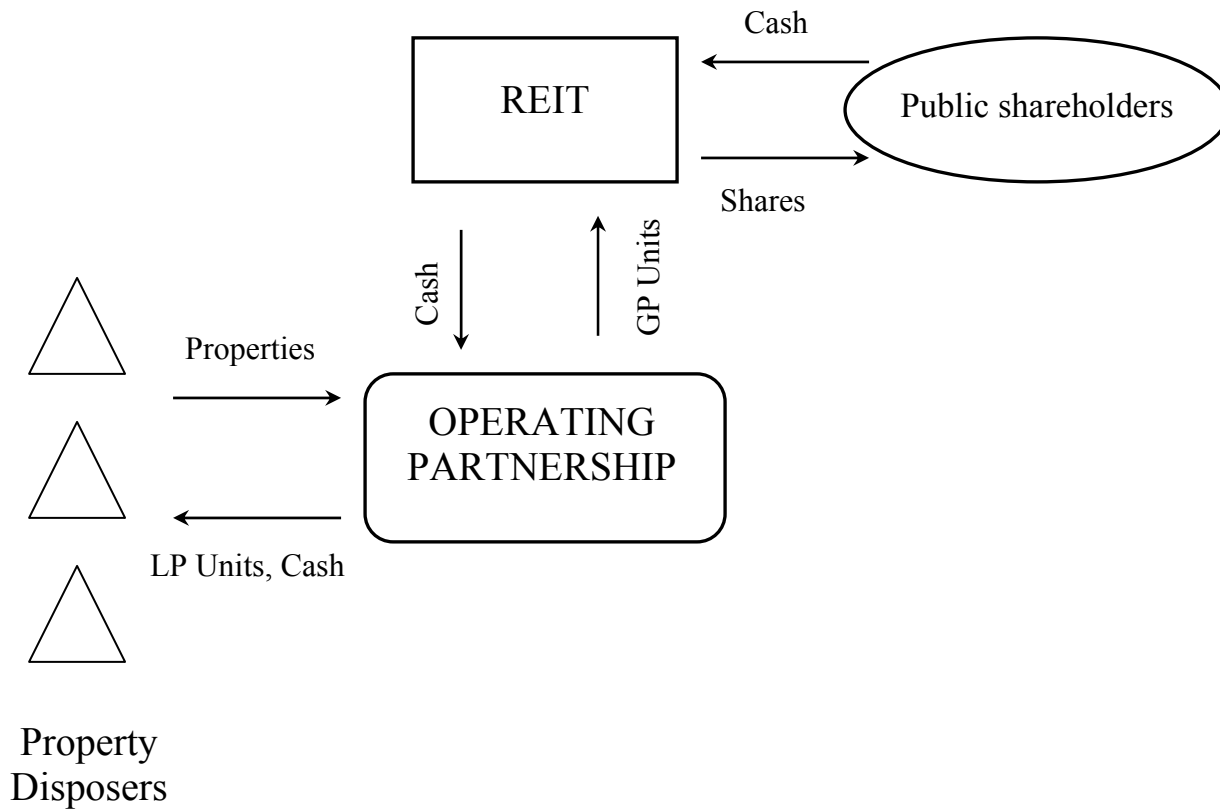 Cash
REIT
Public shareholders
Shares
Cash
GP Units
Properties
OPERATING
PARTNERSHIP
LP Units, Cash
Property
Disposers